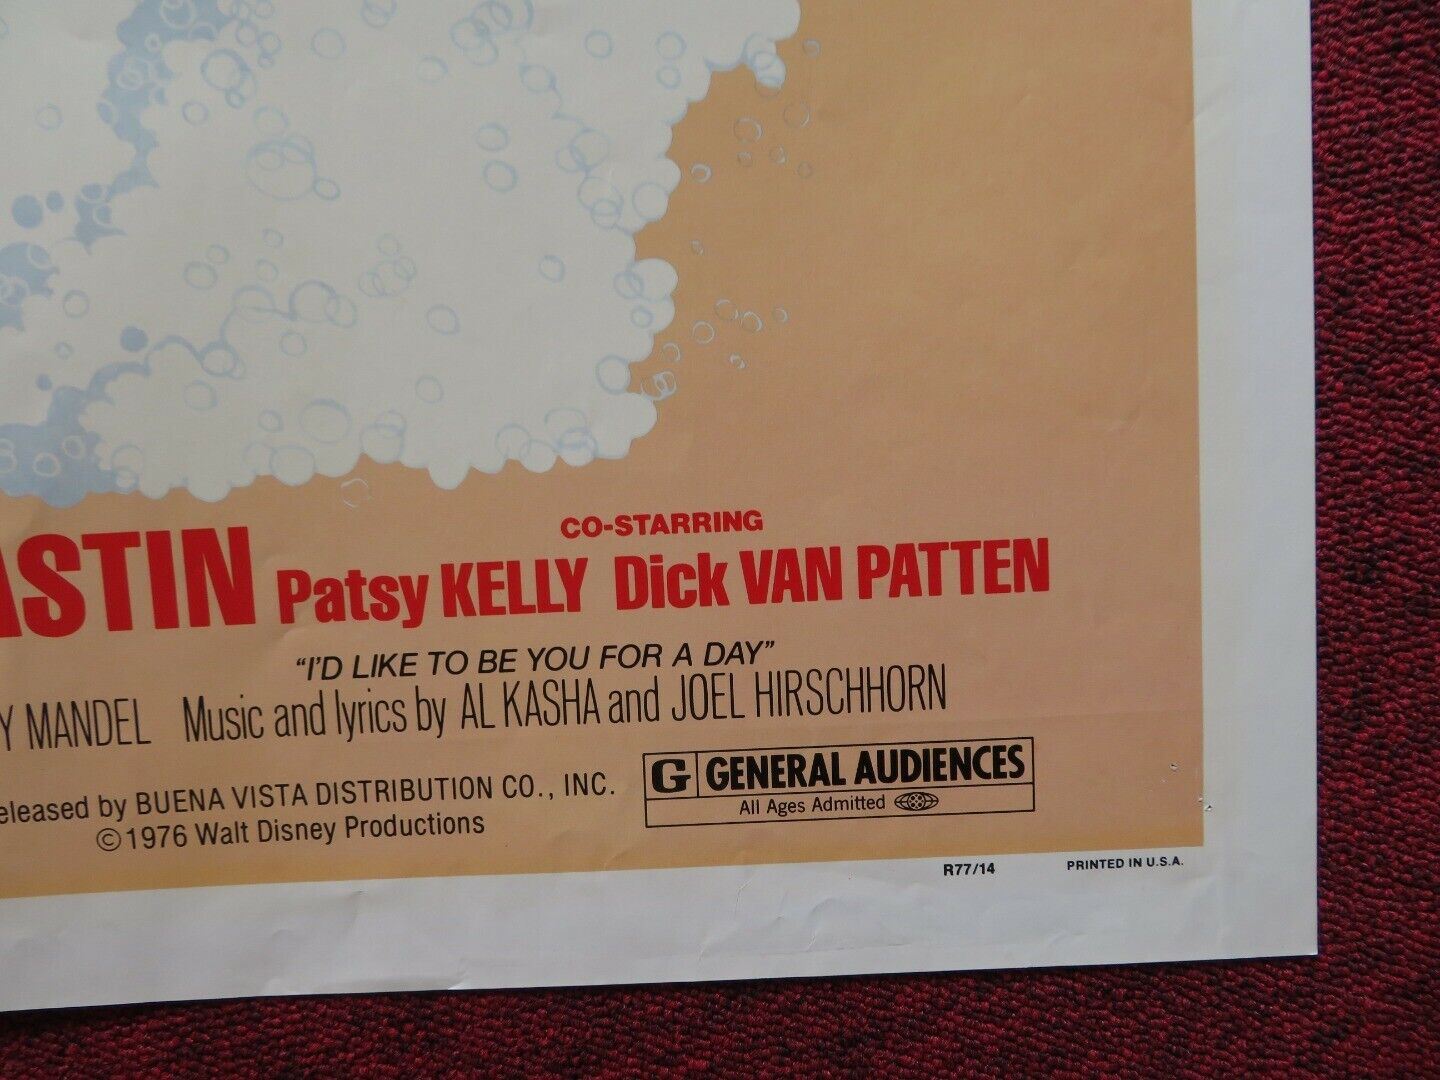 CO-STARRING
ASTIN Patsy KELLY Dick VAN PATTEN
"I'D LIKE TO BE YOU FOR A DAY"
Y MANDEL Music and lyrics by AL KASHA and JOEL HIRSCHHORN
eleased by BUENA VISTA DISTRIBUTION CO., INC.
©1976 Walt Disney Productions
G GENERAL AUDIENCES
All Ages Admitted
R77/14 PRINTED IN U.S.A.